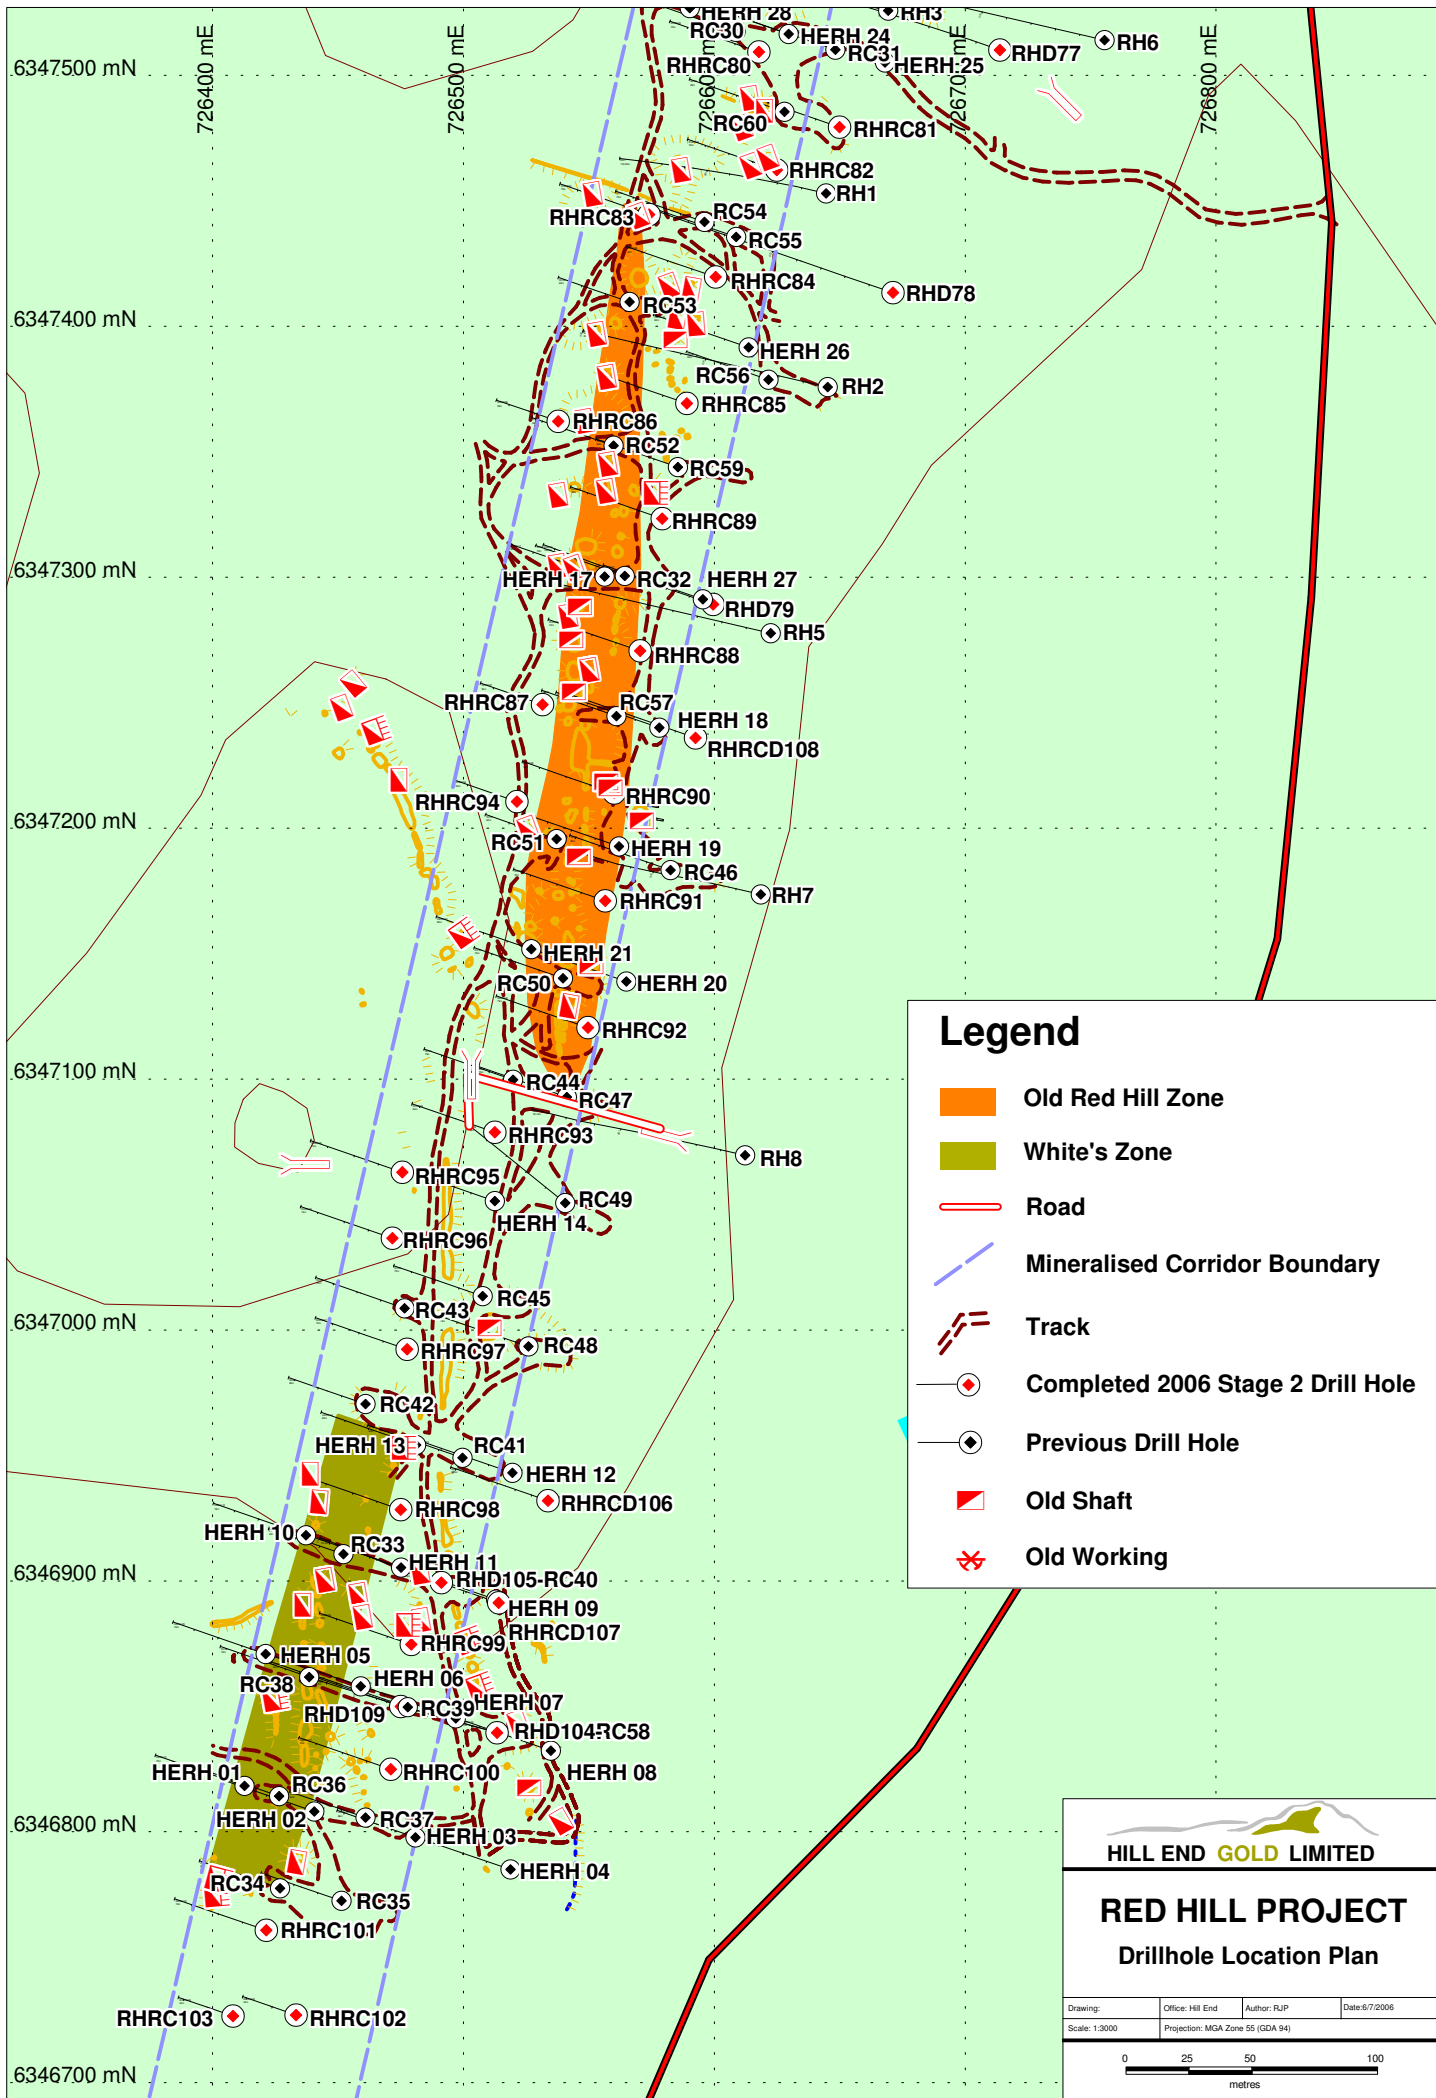 HERH 28
RH3
RC30
HERH 24
RH6
RC31
RHD77
RHRC80
HERH 25
6347500 mN
726400 mE
726500 mE
726600 mE
726700 mE
726800 mE
RC60
RHRC81
RHRC82
RH1
RHRC83
RC54
RC55
RHRC84
RHD78
RC53
6347400 mN
HERH 26
RC56
RH2
RHRC85
RHRC86
RC52
RC59
RHRC89
6347300 mN
HERH 17
RC32
HERH 27
RHD79
RH5
RHRC88
RHRC87
RC57
HERH 18
RHRCD108
RHRC94
RHRC90
6347200 mN
RC51
HERH 19
RC46
RH7
RHRC91
HERH 21
RC50
HERH 20
RHRC92
6347100 mN
RC44
RC47
RHRC93
RH8
RHRC95
RC49
HERH 14
RHRC96
RC45
RC43
6347000 mN
RHRC97
RC48
RC42
HERH 13
RC41
HERH 12
RHRCD106
RHRC98
HERH 10
RC33
HERH 11
6346900 mN
RHD105-RC40
HERH 09
RHRCD107
RHRC99
HERH 05
RC38
HERH 06
RHD109
RC39
HERH 07
RHD104-RC58
HERH 01
RHRC100
HERH 08
RC36
HERH 02
RC37
6346800 mN
HERH 03
HERH 04
RC34
RC35
RHRC101
RHRC103
RHRC102
6346700 mN
Legend
Old Red Hill Zone
White's Zone
Road
Mineralised Corridor Boundary
Track
Completed 2006 Stage 2 Drill Hole
Previous Drill Hole
Old Shaft
Old Working
HILL END GOLD LIMITED
RED HILL PROJECT
Drillhole Location Plan
Drawing: Office: Hill End Author: RJP Date:6/7/2006
Scale: 1:3000 Projection: MGA Zone 55 (GDA 94)
0 25 50 100
metres